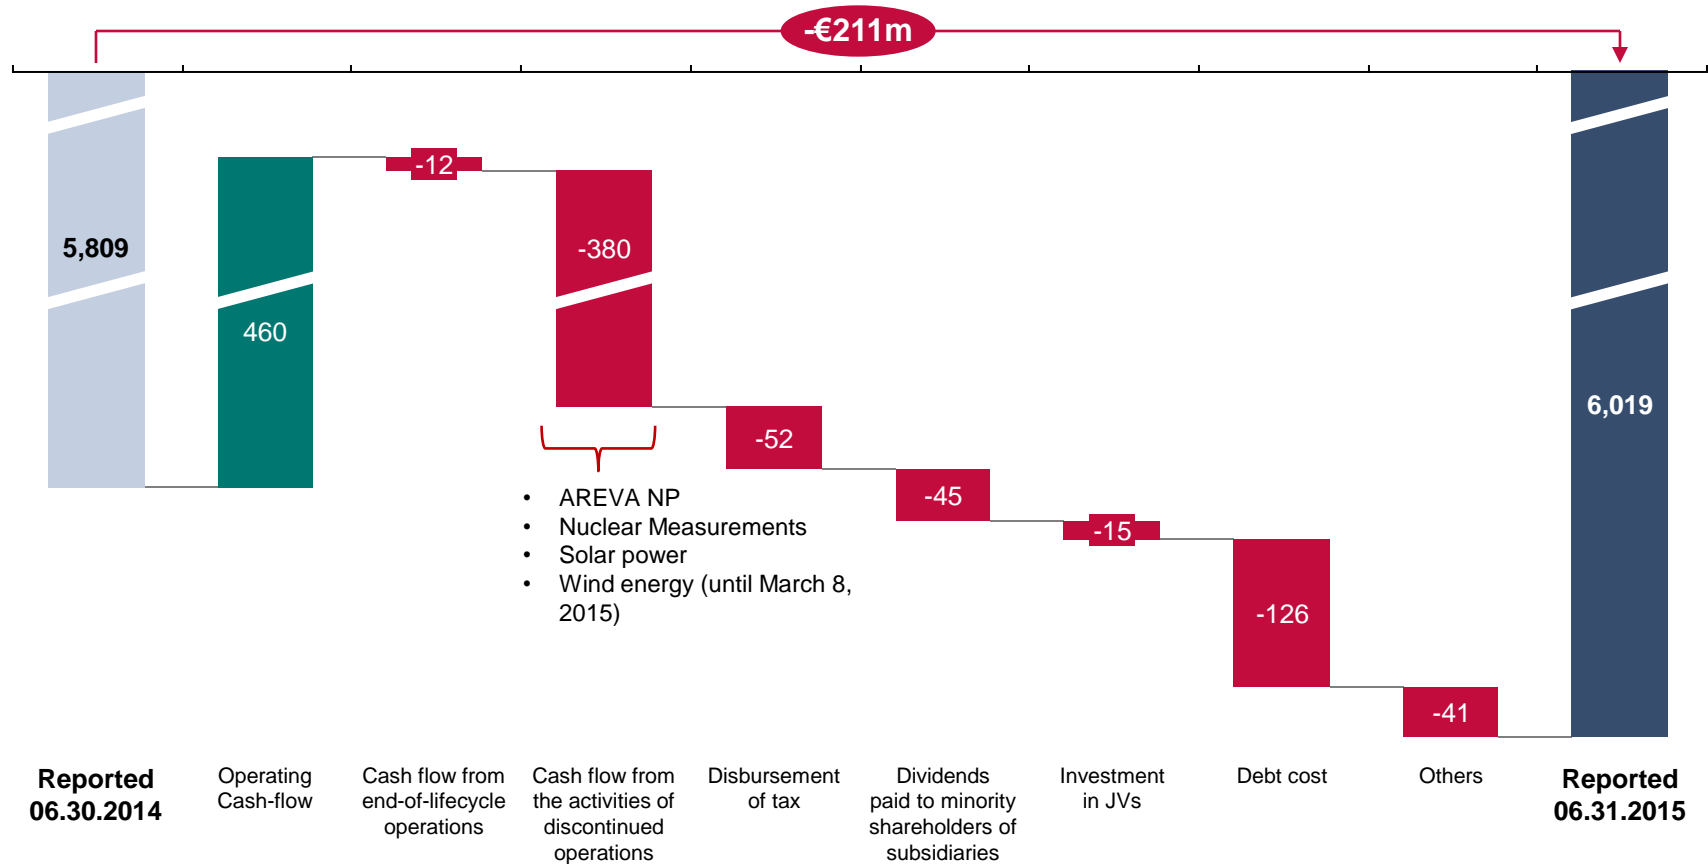 -€211m
5,809
460
-12
-380
-52
-45
-15
-126
-41
6,019
• AREVA NP
• Nuclear Measurements
• Solar power
• Wind energy (until March 8,
2015)
Reported
06.30.2014
Operating
Cash-flow
Cash flow from
end-of-lifecycle
operations
Cash flow from
the activities of
discontinued
operations
Disbursement
of tax
Dividends
paid to minority
shareholders of
subsidiaries
Investment
in JVs
Debt cost
Others
Reported
06.31.2015